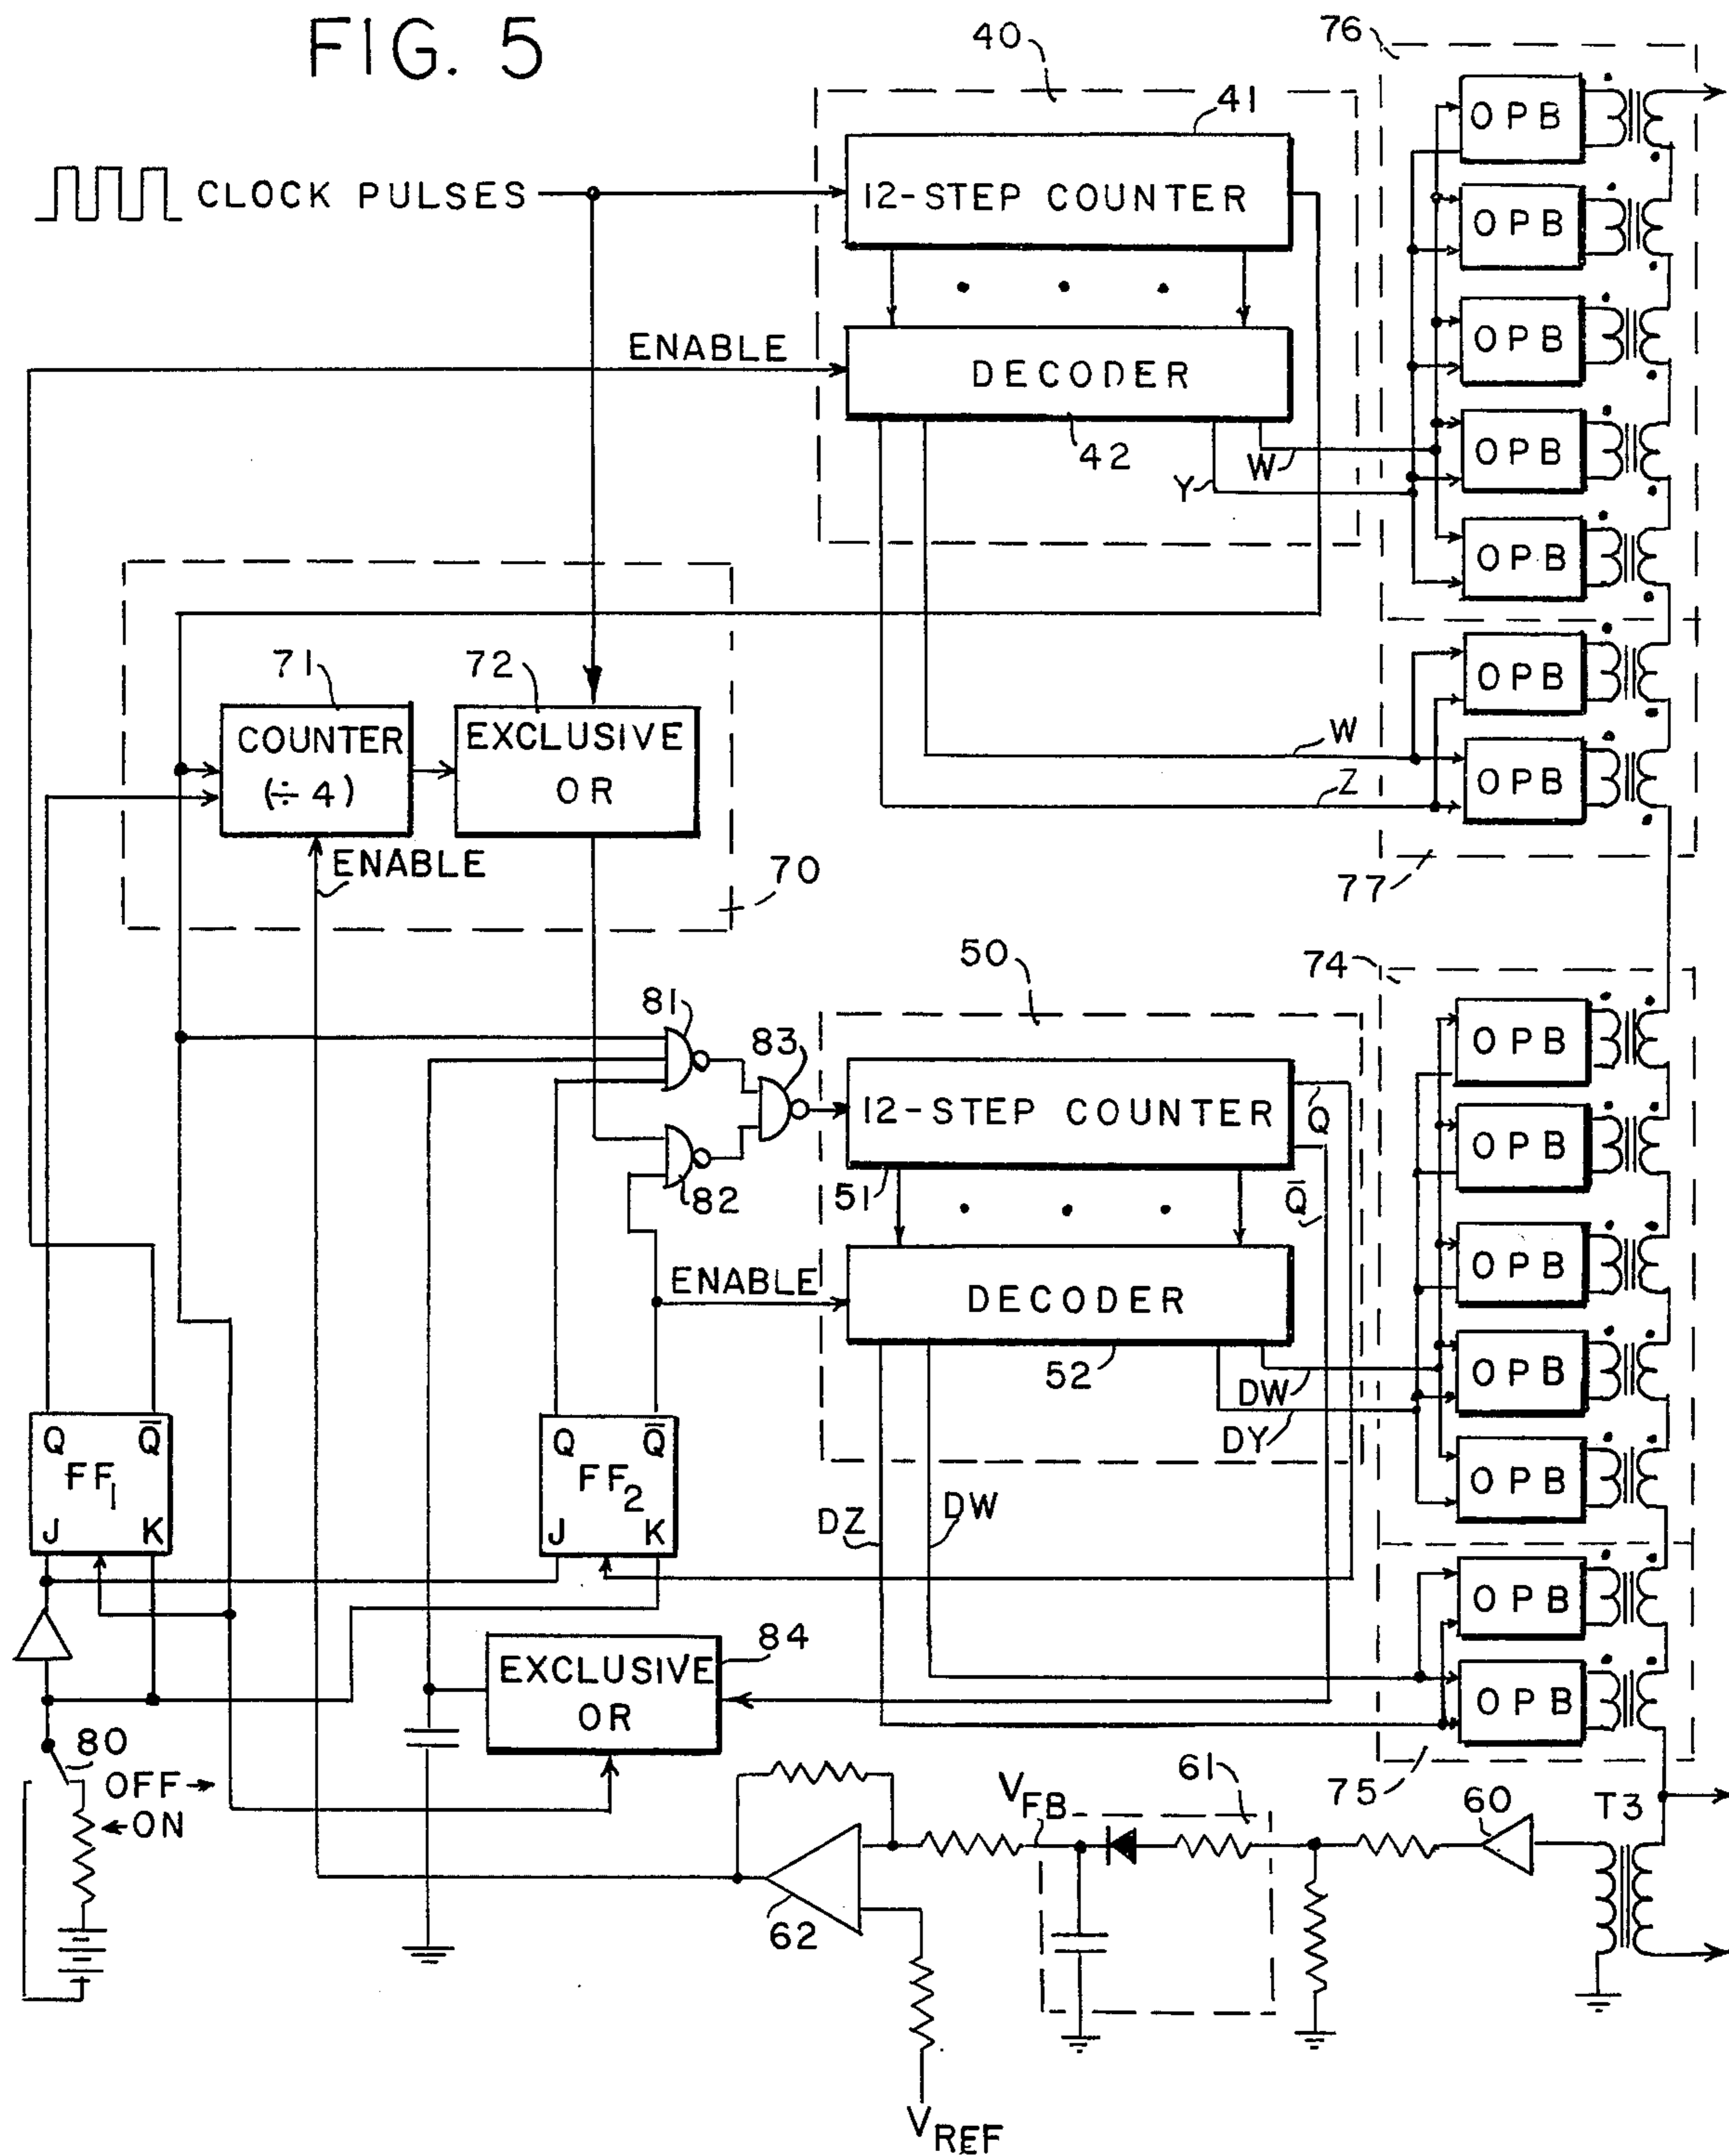 FIG. 5
40
76
41
OPB
CLOCK PULSES
12-STEP COUNTER
OPB
ENABLE
DECODER
OPB
42
W
Y
OPB
OPB
71
72
OPB
COUNTER
(÷ 4)
EXCLUSIVE
OR
W
Z
OPB
ENABLE
70
77
50
74
81
83
OPB
12-STEP COUNTER
Q
OPB
82
51
Q̄
ENABLE
DECODER
OPB
52
DW
OPB
DY
Q Q̄
FF1
J K
Q Q̄
FF2
J K
OPB
DZ
DW
OPB
84
EXCLUSIVE
OR
OPB
80
OFF
ON
61
75
VFB
60
T3
62
VREF